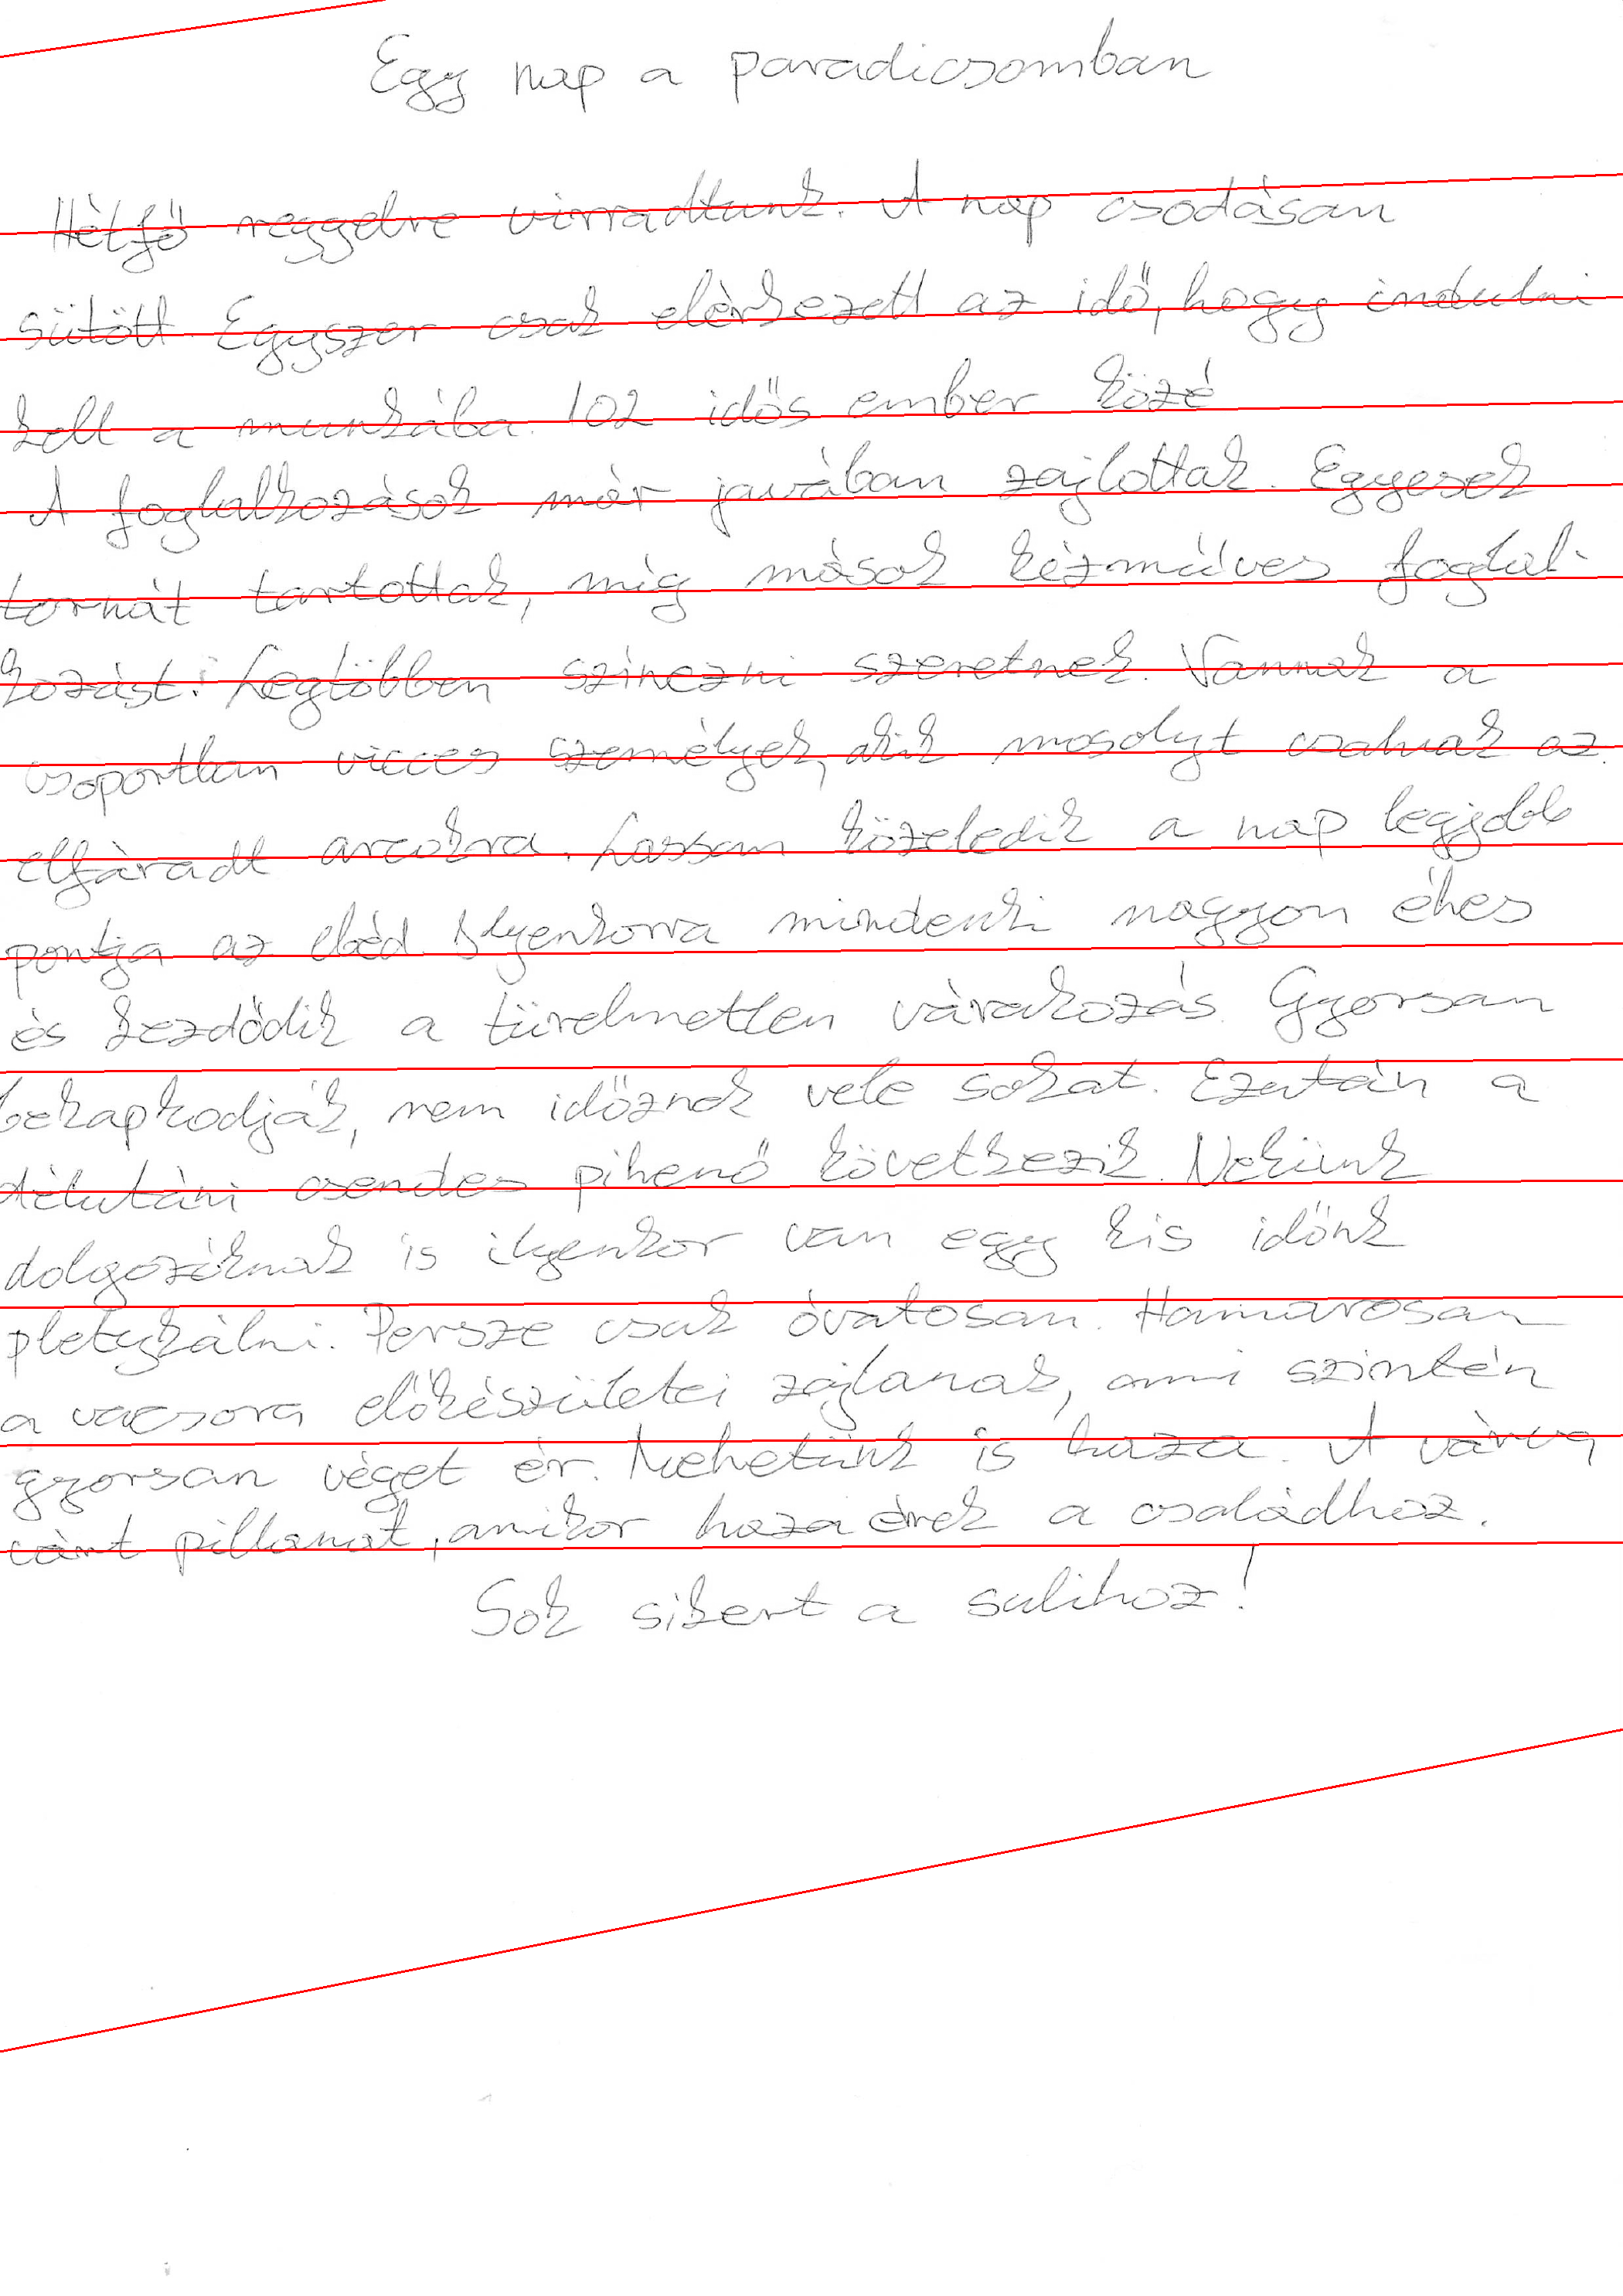 Egy nap a paradicsomban
Hétfő reggelre virradtunk. A nap csodásan
sütött. Egyszer csak elérkezett az idő, hogy indulni
kell a munkába. 102 idős ember közé
A foglalkozások már javában zajlottak. Egyesek
tornát tartottak, míg mások kézműves foglal-
kozást. Legtöbben színezni szeretnek. Vannak a
csoportban vicces személyek, akik mosolyt csalnak az
elfáradt arcokra. Lassan közeledik a nap legjobb
pontja az ebéd. Ilyenkorra mindenki nagyon éhes
és kezdődik a türelmetlen várakozás. Gyorsan
bekapkodják, nem időznek vele sokat. Ezután a
délutáni csendes pihenő következik. Nekünk
dolgozóknak is ilyenkor van egy kis időnk
pletykálni. Persze csak óvatosan. Hamarosan
a vacsora előkészületei zajlanak, ami szintén
gyorsan véget ér. Mehetünk is haza. A várva
várt pillanat, amikor hazaérek a családhoz.
Sok sikert a sulihoz!